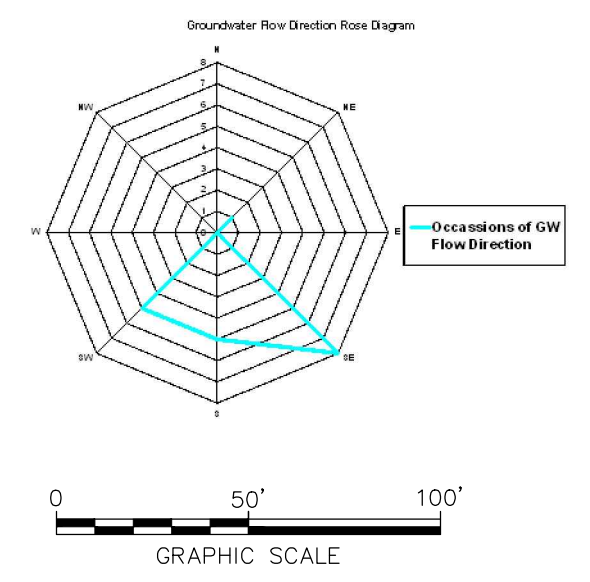 Groundwater Flow Direction Rose Diagram
N
8
7
6
5
4
3
2
1
0
NW
NE
W
E
SW
SE
S
Occassions of GW
Flow Direction
0 50' 100'
GRAPHIC SCALE